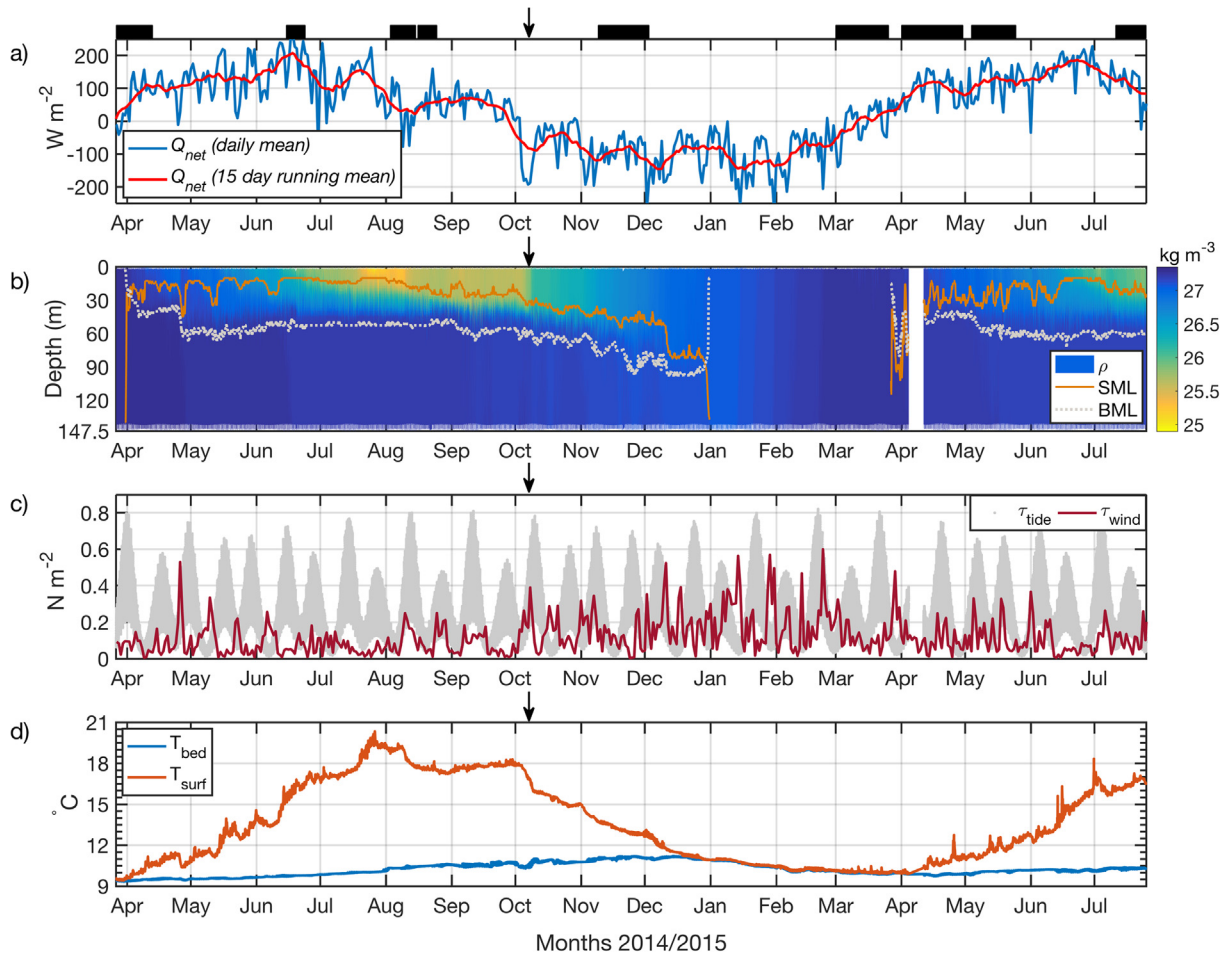 a)
200
100
0
-100
-200
W m-2
Qnet (daily mean)
Qnet (15 day running mean)
Apr May Jun Jul Aug Sep Oct Nov Dec Jan Feb Mar Apr May Jun Jul
b)
0
30
60
90
120
147.5
Depth (m)
ρ
SML
BML
kg m-3
27
26.5
26
25.5
25
Apr May Jun Jul Aug Sep Oct Nov Dec Jan Feb Mar Apr May Jun Jul
c)
0.8
0.6
0.4
0.2
0
N m-2
τtide τwind
Apr May Jun Jul Aug Sep Oct Nov Dec Jan Feb Mar Apr May Jun Jul
d)
21
18
15
12
9
°C
Tbed
Tsurf
Apr May Jun Jul Aug Sep Oct Nov Dec Jan Feb Mar Apr May Jun Jul
Months 2014/2015